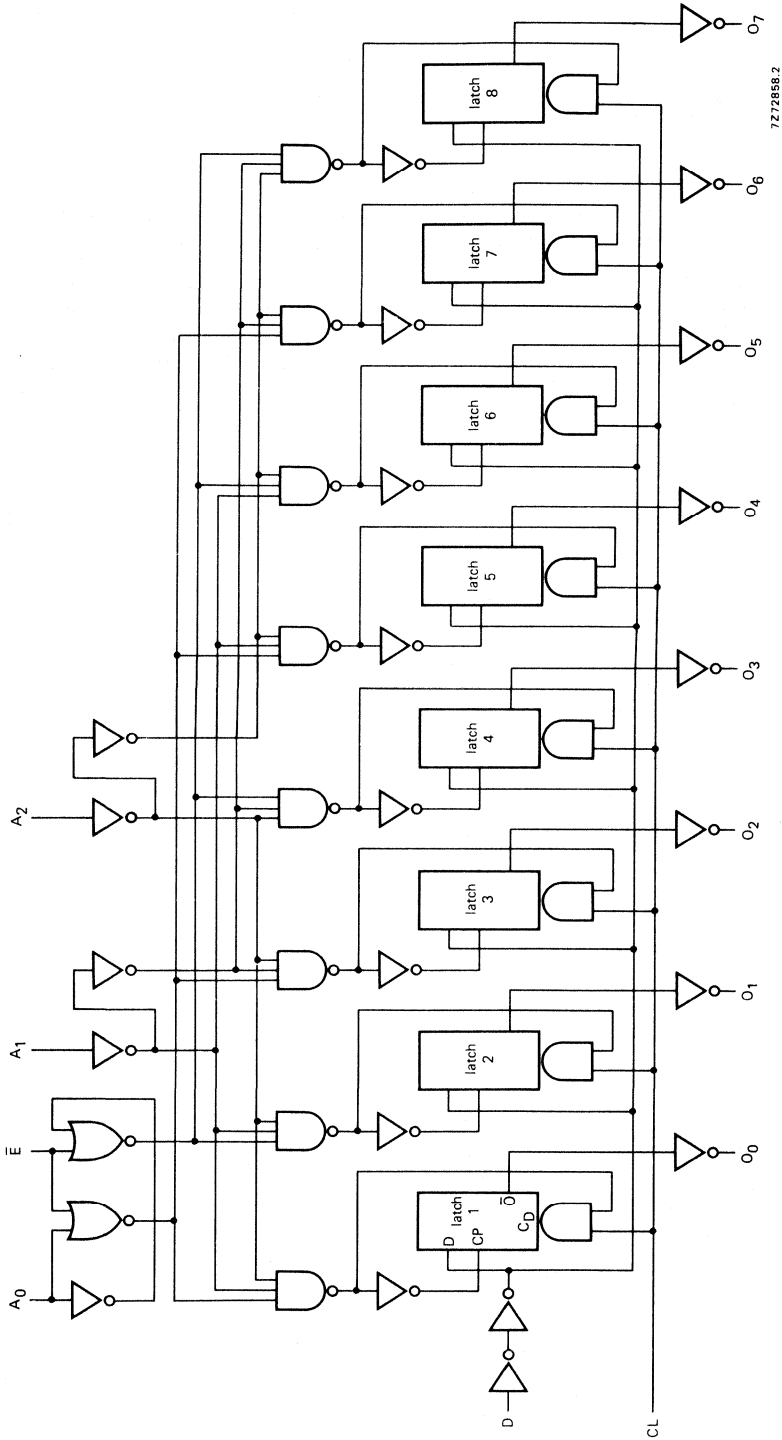 A0
E̅
A1
A2
D
CL
D
CP
latch
1
O̅
CD
latch
2
latch
3
latch
4
latch
5
latch
6
latch
7
latch
8
O0
O1
O2
O3
O4
O5
O6
O7
7Z72858.2